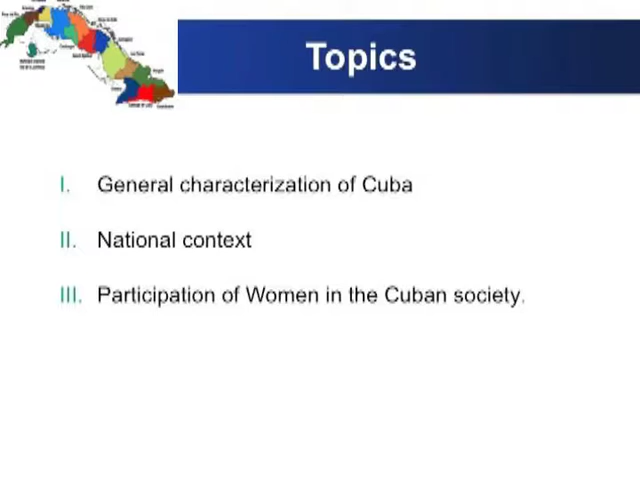 Topics
I. General characterization of Cuba
II. National context
III. Participation of Women in the Cuban society.